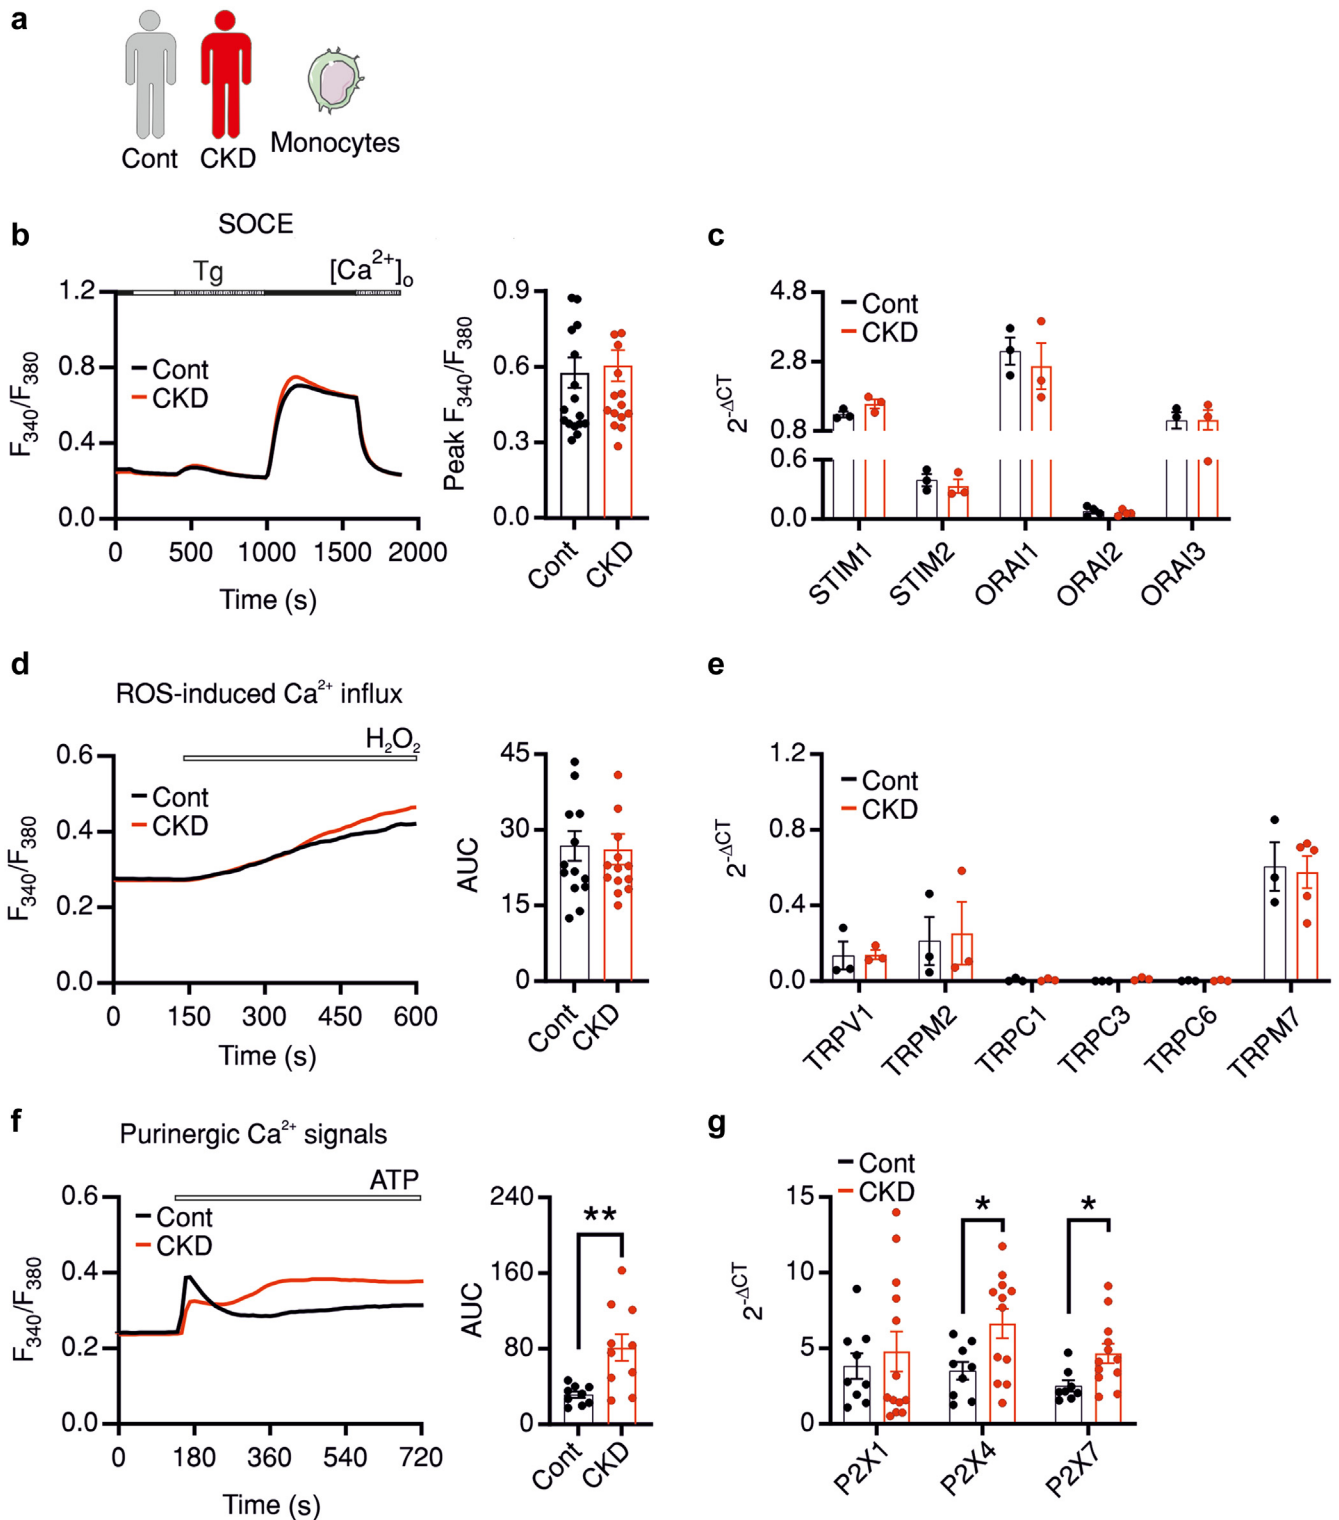 a
Cont
CKD
Monocytes
b
SOCE
Tg
[Ca²⁺]ₒ
1.2
0.8
0.4
0.0
F₃₄₀/F₃₈₀
Cont
CKD
0
500
1000
1500
2000
Time (s)
0.9
0.6
0.3
0.0
Peak F₃₄₀/F₃₈₀
Cont
CKD
c
4.8
2.8
0.8
0.6
0.0
2^-ΔCT
Cont
CKD
STIM1
STIM2
ORAI1
ORAI2
ORAI3
d
ROS-induced Ca²⁺ influx
H₂O₂
0.6
0.4
0.2
0.0
F₃₄₀/F₃₈₀
Cont
CKD
0
150
300
450
600
Time (s)
45
30
15
0
AUC
Cont
CKD
e
1.2
0.8
0.4
0.0
2^-ΔCT
Cont
CKD
TRPV1
TRPM2
TRPC1
TRPC3
TRPC6
TRPM7
f
Purinergic Ca²⁺ signals
ATP
0.6
0.4
0.2
0.0
F₃₄₀/F₃₈₀
Cont
CKD
0
180
360
540
720
Time (s)
240
160
80
0
AUC
**
Cont
CKD
g
Cont
CKD
15
10
5
0
2^-ΔCT
*
*
P2X1
P2X4
P2X7